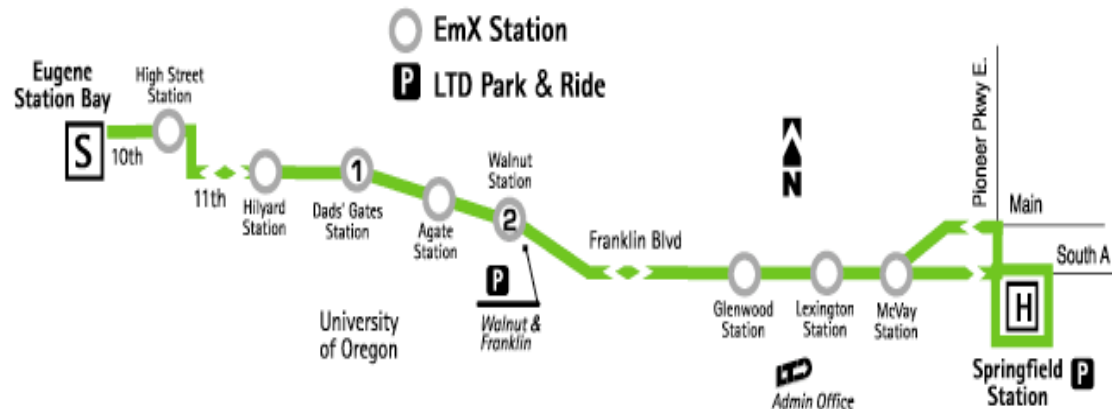 EmX Station
P LTD Park & Ride
Eugene
Station Bay
S
High Street
Station
10th
11th
Hilyard
Station
1
Dads' Gates
Station
Agate
Station
Walnut
Station
2
P
Walnut &
Franklin
University
of Oregon
Franklin Blvd
N
Glenwood
Station
Lexington
Station
McVay
Station
LTD
Admin Office
Pioneer Pkwy E.
Main
South A
H
Springfield
Station
P